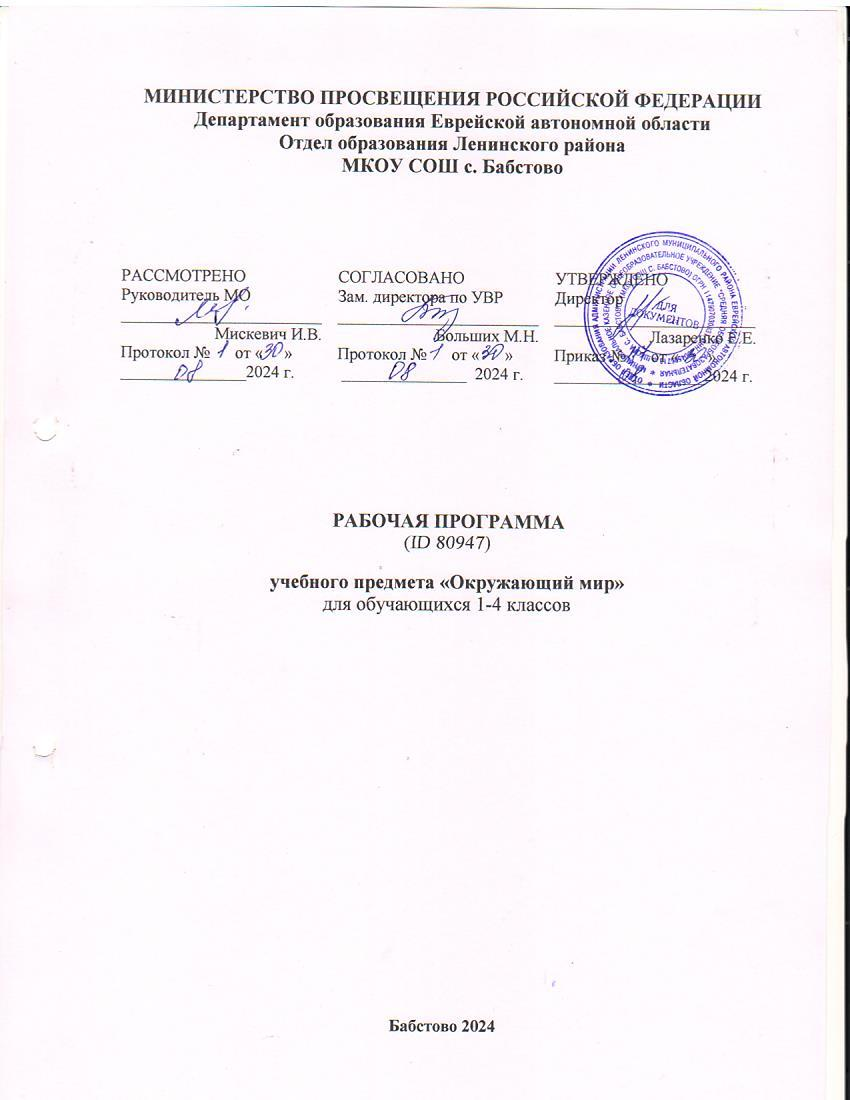 МИНИСТЕРСТВО ПРОСВЕЩЕНИЯ РОССИЙСКОЙ ФЕДЕРАЦИИ
Департамент образования Еврейской автономной области
Отдел образования Ленинского района
МКОУ СОШ с. Бабстово
РАССМОТРЕНО
Руководитель МО
Мискевич И.В.
Протокол № 1 от «30»
08 2024 г.
СОГЛАСОВАНО
Зам. директора по УВР
Больших М.Н.
Протокол № 1 от «30»
08 2024 г.
УТВЕРЖДЕНО
Директор
Лазаренко Е.Е.
Приказ № от «
2024 г.
ДЛЯ
ДОКУМЕНТОВ
РАБОЧАЯ ПРОГРАММА
(ID 80947)
учебного предмета «Окружающий мир»
для обучающихся 1-4 классов
Бабстово 2024